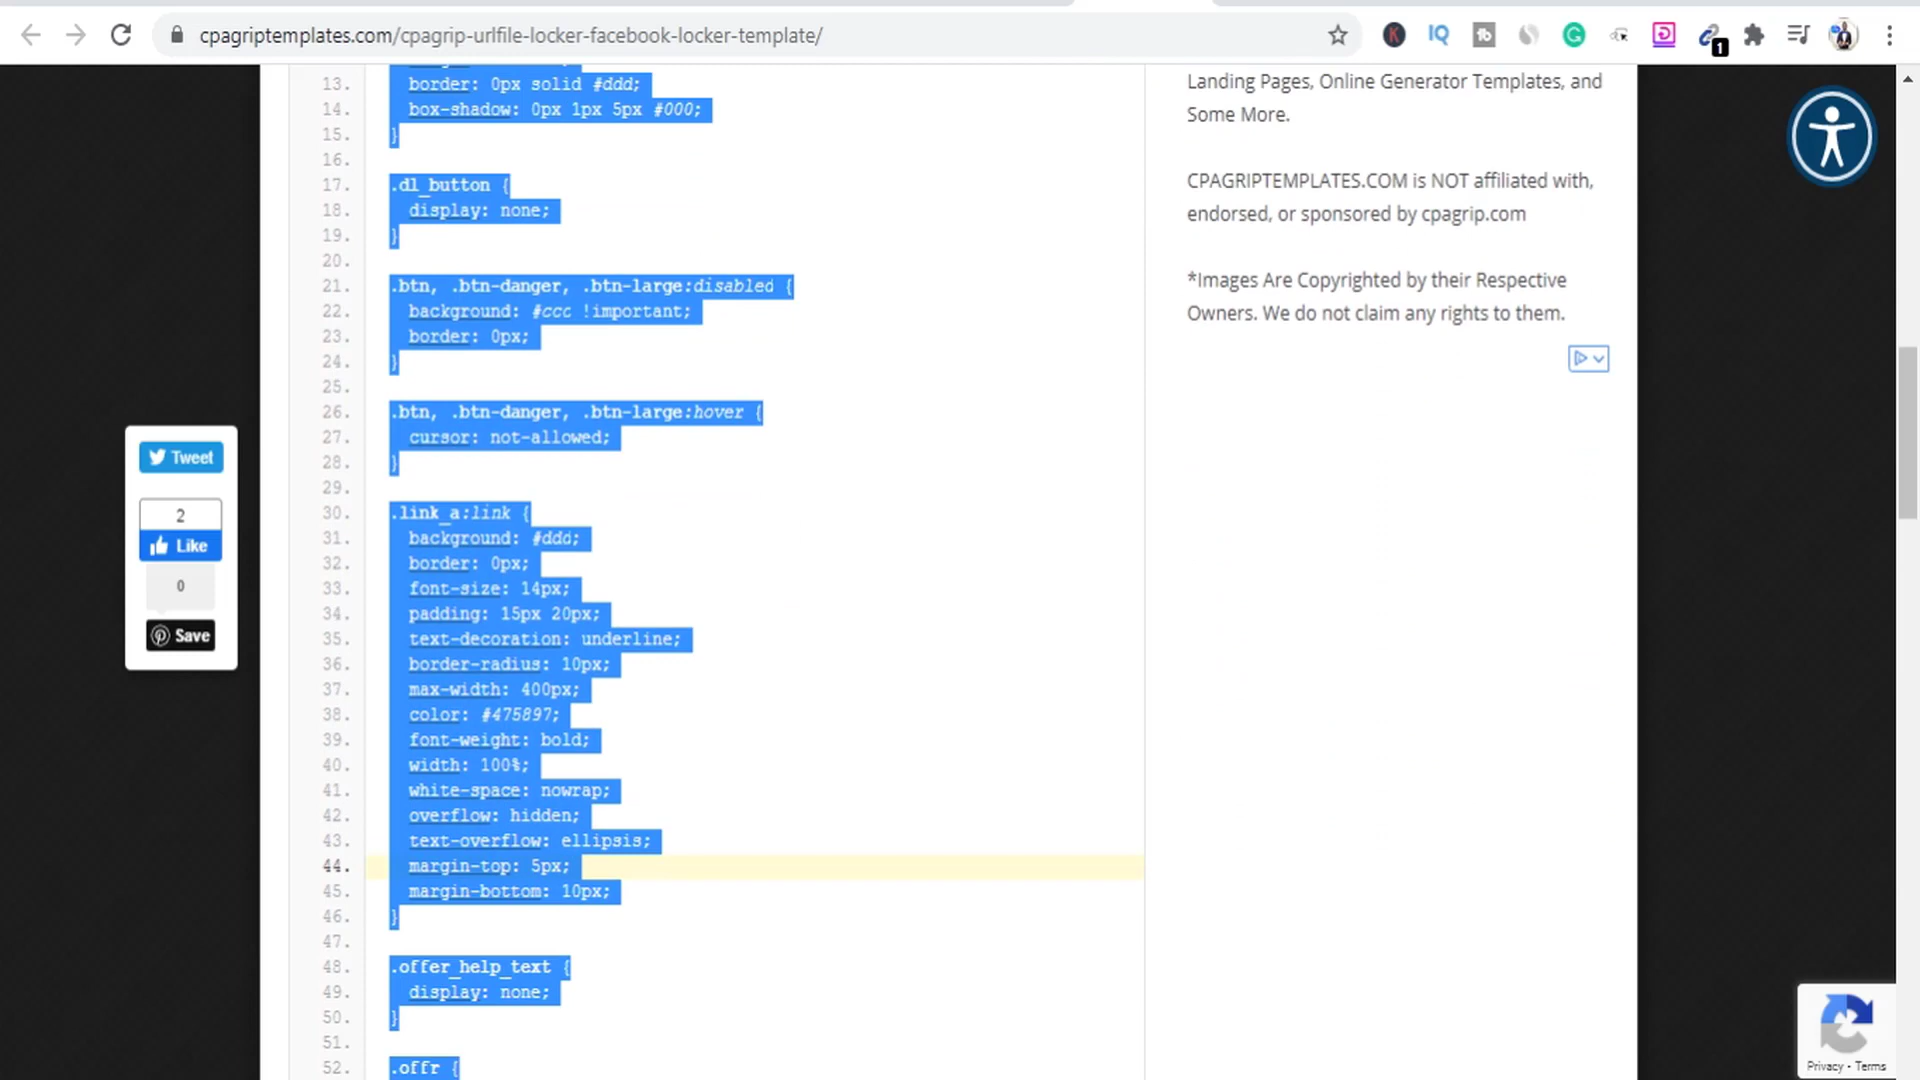 cpagriptemplates.com/cpagrip-urlfile-locker-facebook-locker-template/
K
IQ
tb
G
1
13. border: 0px solid #ddd;
14. box-shadow: 0px 1px 5px #000;
15. }
16.
17. .dl_button {
18. display: none;
19. }
20.
21. .btn, .btn-danger, .btn-large:disabled {
22. background: #ccc !important;
23. border: 0px;
24. }
25.
26. .btn, .btn-danger, .btn-large:hover {
27. cursor: not-allowed;
28. }
29.
30. .link_a:link {
31. background: #ddd;
32. border: 0px;
33. font-size: 14px;
34. padding: 15px 20px;
35. text-decoration: underline;
36. border-radius: 10px;
37. max-width: 400px;
38. color: #475897;
39. font-weight: bold;
40. width: 100%;
41. white-space: nowrap;
42. overflow: hidden;
43. text-overflow: ellipsis;
44. margin-top: 5px;
45. margin-bottom: 10px;
46. }
47.
48. .offer_help_text {
49. display: none;
50. }
51.
52. .offr {
Landing Pages, Online Generator Templates, and
Some More.
CPAGRIPTEMPLATES.COM is NOT affiliated with,
endorsed, or sponsored by cpagrip.com
*Images Are Copyrighted by their Respective
Owners. We do not claim any rights to them.
Tweet
2
Like
0
Save
Privacy - Terms